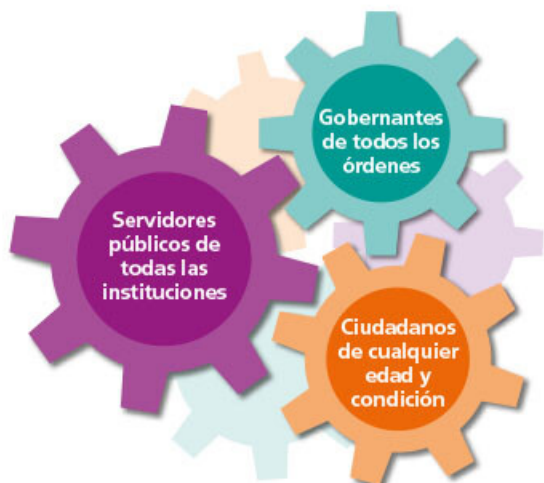 Gobernantes
de todos los
órdenes
Servidores
públicos de
todas las
instituciones
Ciudadanos
de cualquier
edad y
condición